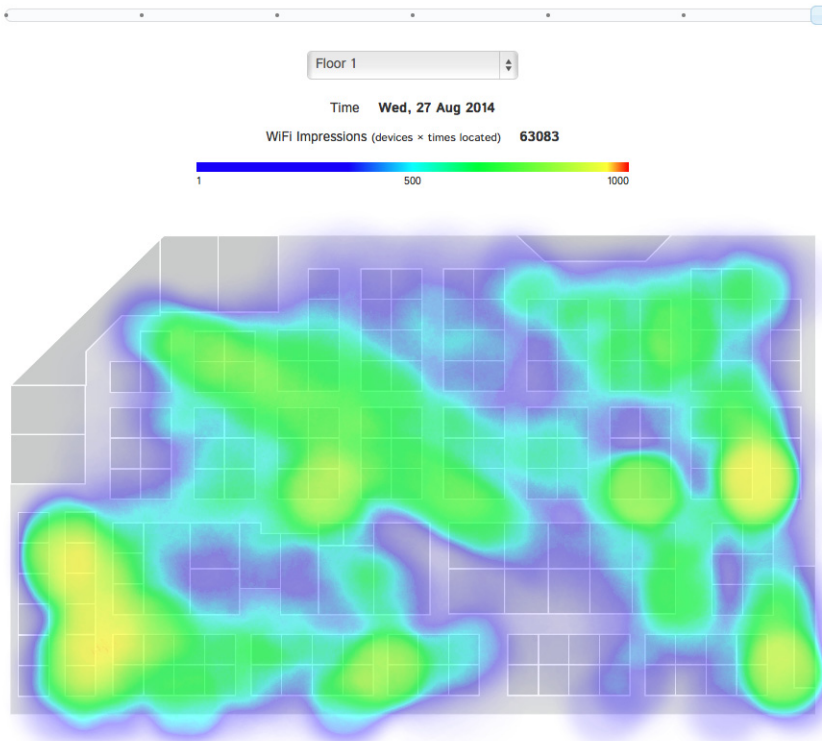 Floor 1
Time Wed, 27 Aug 2014
WiFi Impressions (devices × times located) 63083
1 500 1000